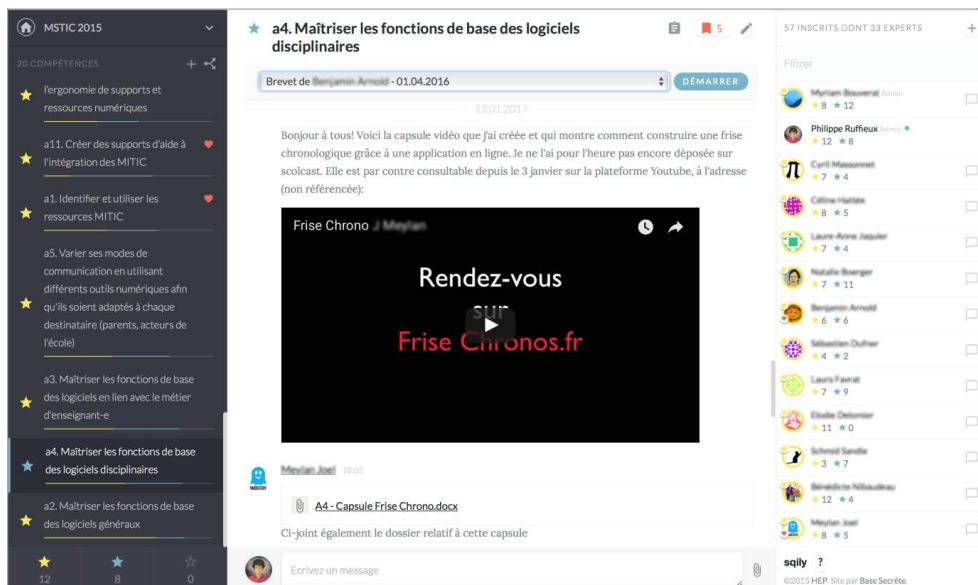 MSTIC 2015
20 COMPÉTENCES
l'ergonomie de supports et
ressources numériques
a11. Créer des supports d'aide à
l'intégration des MITIC
a1. Identifier et utiliser les
ressources MITIC
a5. Varier ses modes de
communication en utilisant
différents outils numériques afin
qu'ils soient adaptés à chaque
destinataire (parents, acteurs de
l'école)
a3. Maîtriser les fonctions de base
des logiciels en lien avec le métier
d'enseignant-e
a4. Maîtriser les fonctions de base
des logiciels disciplinaires
a2. Maîtriser les fonctions de base
des logiciels généraux
12 8 0
a4. Maîtriser les fonctions de base des logiciels
disciplinaires
5
Brevet de Benjamin Arnold - 01.04.2016
DÉMARRER
12.01.2017
Bonjour à tous! Voici la capsule vidéo que j'ai créée et qui montre comment construire une frise
chronologique grâce à une application en ligne. Je ne l'ai pour l'heure pas encore déposée sur
scolcast. Elle est par contre consultable depuis le 3 janvier sur la plateforme Youtube, à l'adresse
(non référencée):
Frise Chrono J Meylan
Rendez-vous
sur
Frise Chronos.fr
GHOSTERY
Meylan Joel 10:02
A4 - Capsule Frise Chrono.docx
Ci-joint également le dossier relatif à cette capsule
Ecrivez un message
57 INSCRITS DONT 33 EXPERTS
Filtrer
Myriam Bouverat Admin
8 12
Philippe Ruffieux Admin
12 8
Cyril Massonnet
7 4
Céline Hattée
8 5
Laure-Anne Jaquier
7 4
Natalie Boerger
7 11
Benjamin Arnold
6 6
Sébastien Dufner
4 2
Laura Favrat
7 9
Elodie Delomier
11 0
Schmid Sandie
3 7
Bénédicte Nibaudeau
12 4
Meylan Joel
8 5
sqily ?
©2015 HEP. Site par Base Secrète.